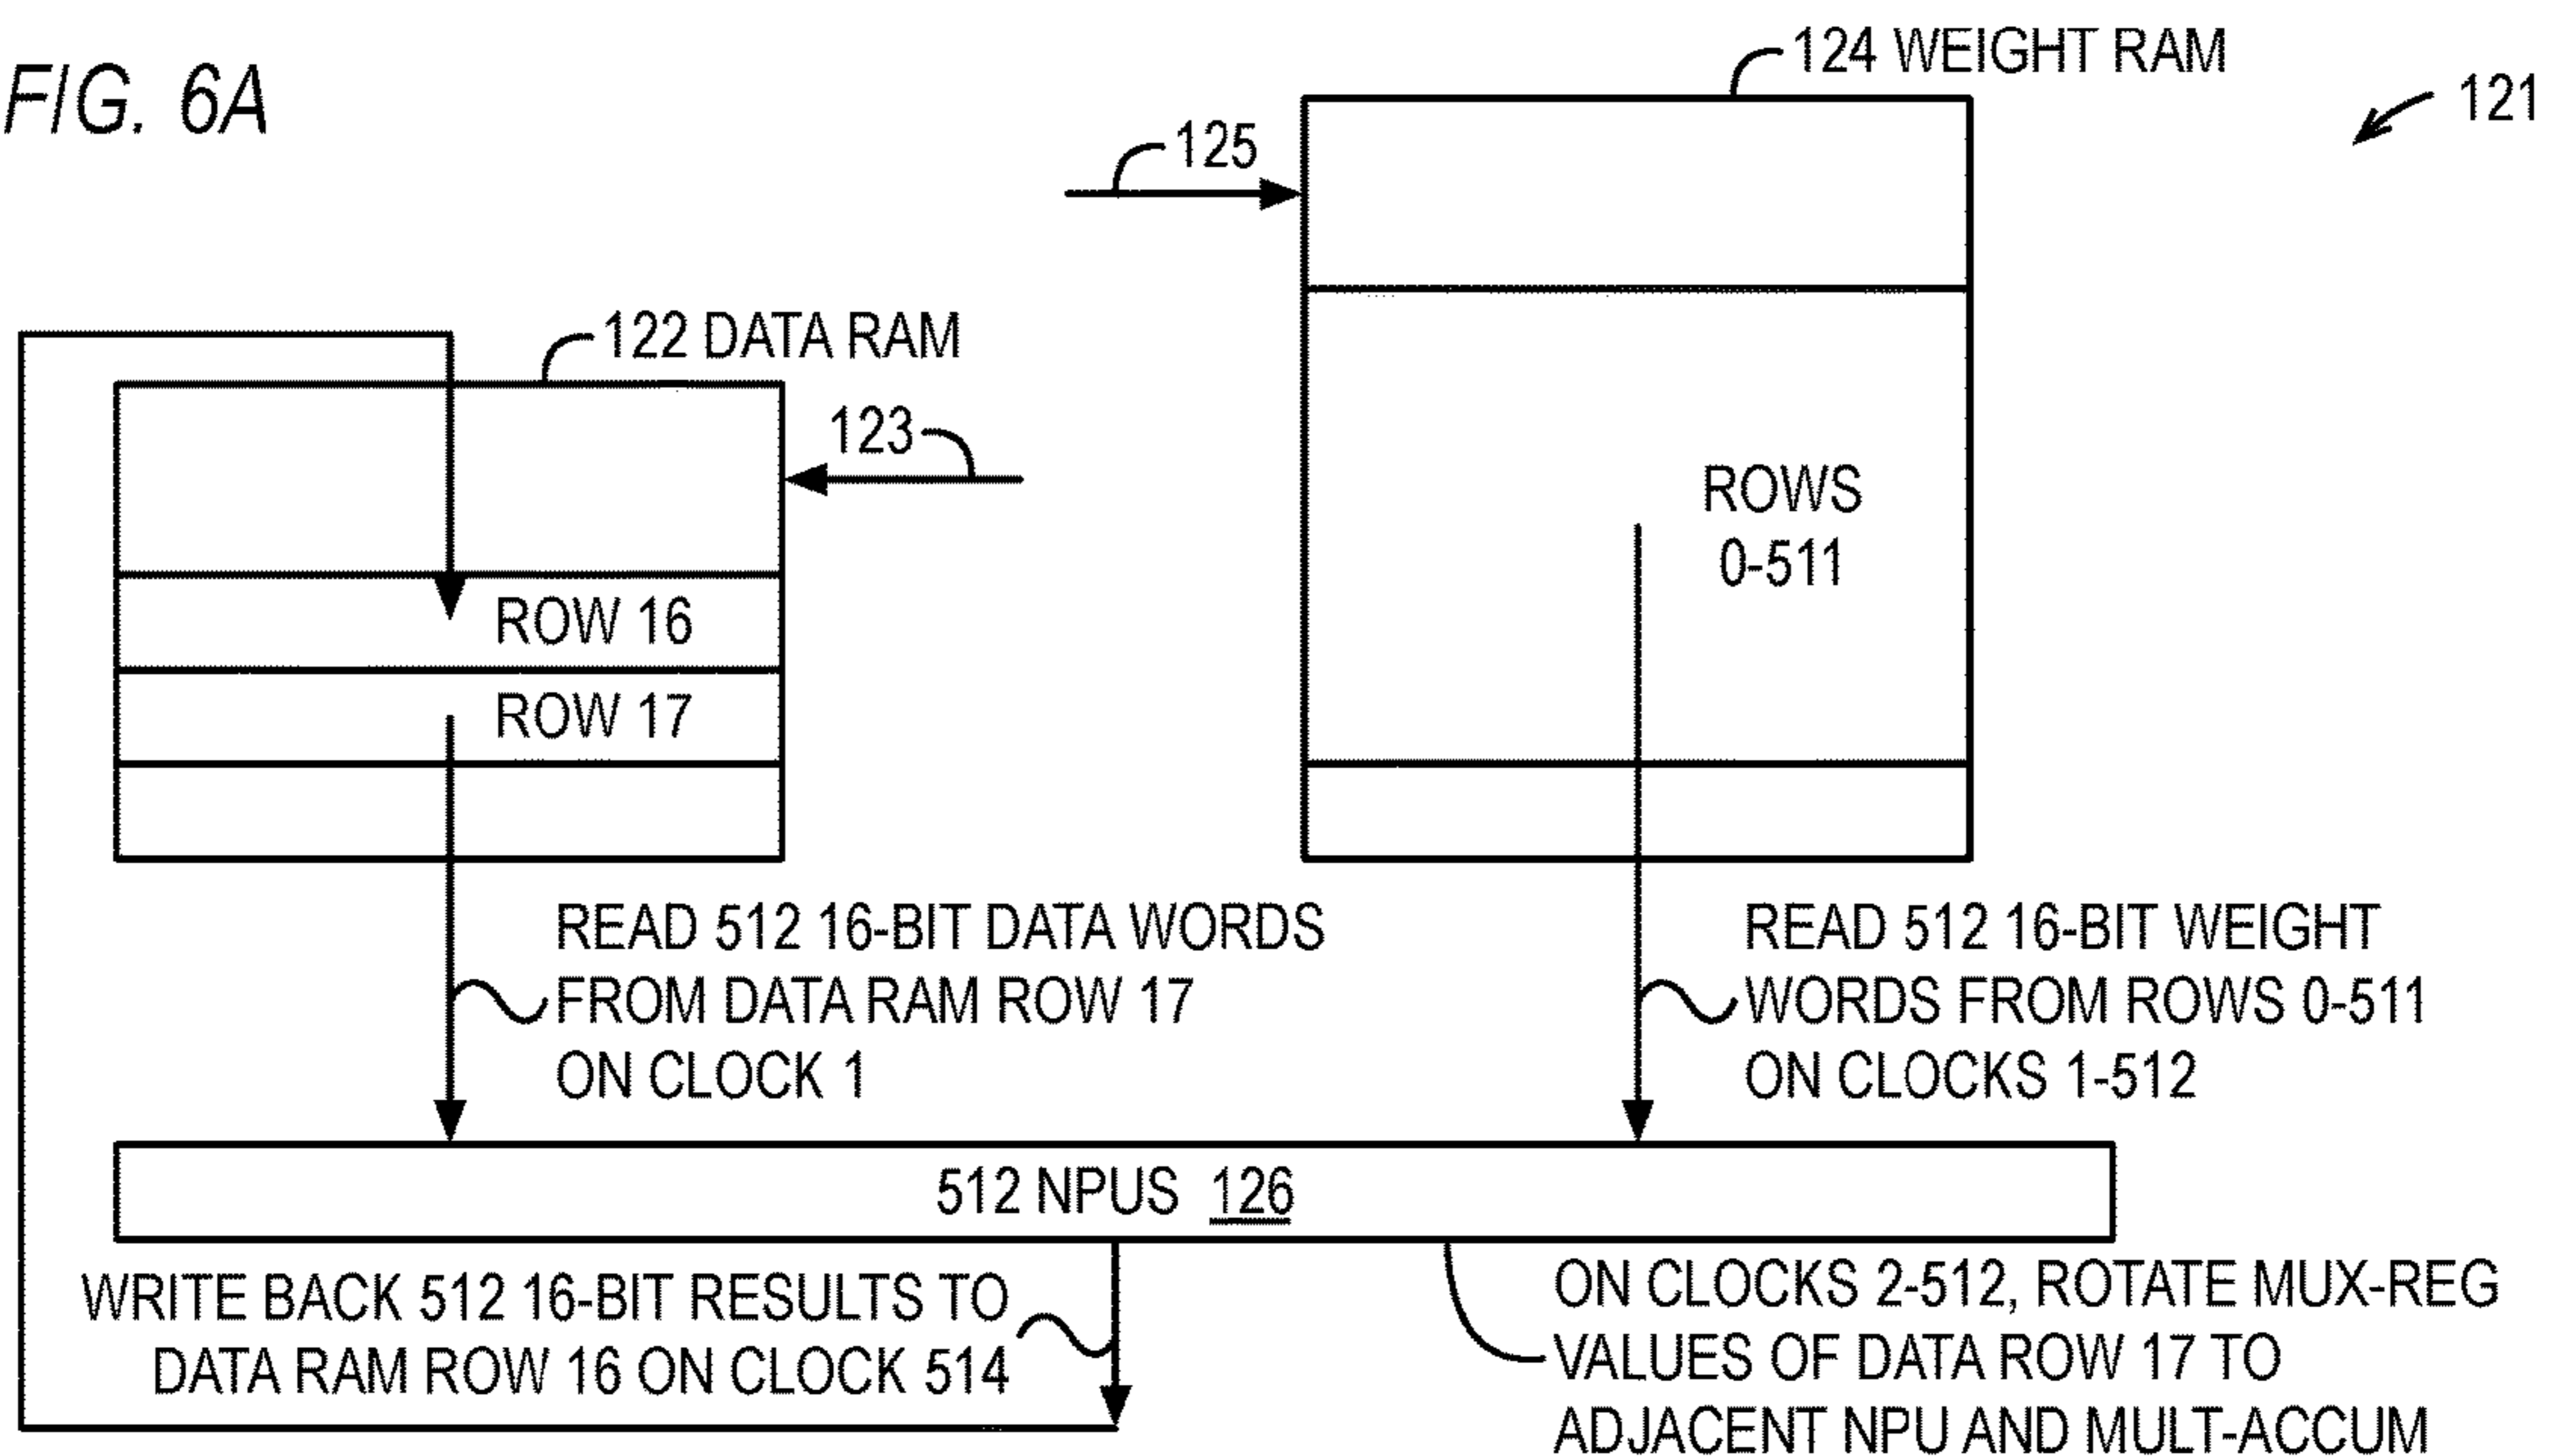 FIG. 6A
124 WEIGHT RAM
121
125
122 DATA RAM
123
ROWS
0-511
ROW 16
ROW 17
READ 512 16-BIT DATA WORDS
FROM DATA RAM ROW 17
ON CLOCK 1
READ 512 16-BIT WEIGHT
WORDS FROM ROWS 0-511
ON CLOCKS 1-512
512 NPUS 126
WRITE BACK 512 16-BIT RESULTS TO
DATA RAM ROW 16 ON CLOCK 514
ON CLOCKS 2-512, ROTATE MUX-REG
VALUES OF DATA ROW 17 TO
ADJACENT NPU AND MULT-ACCUM